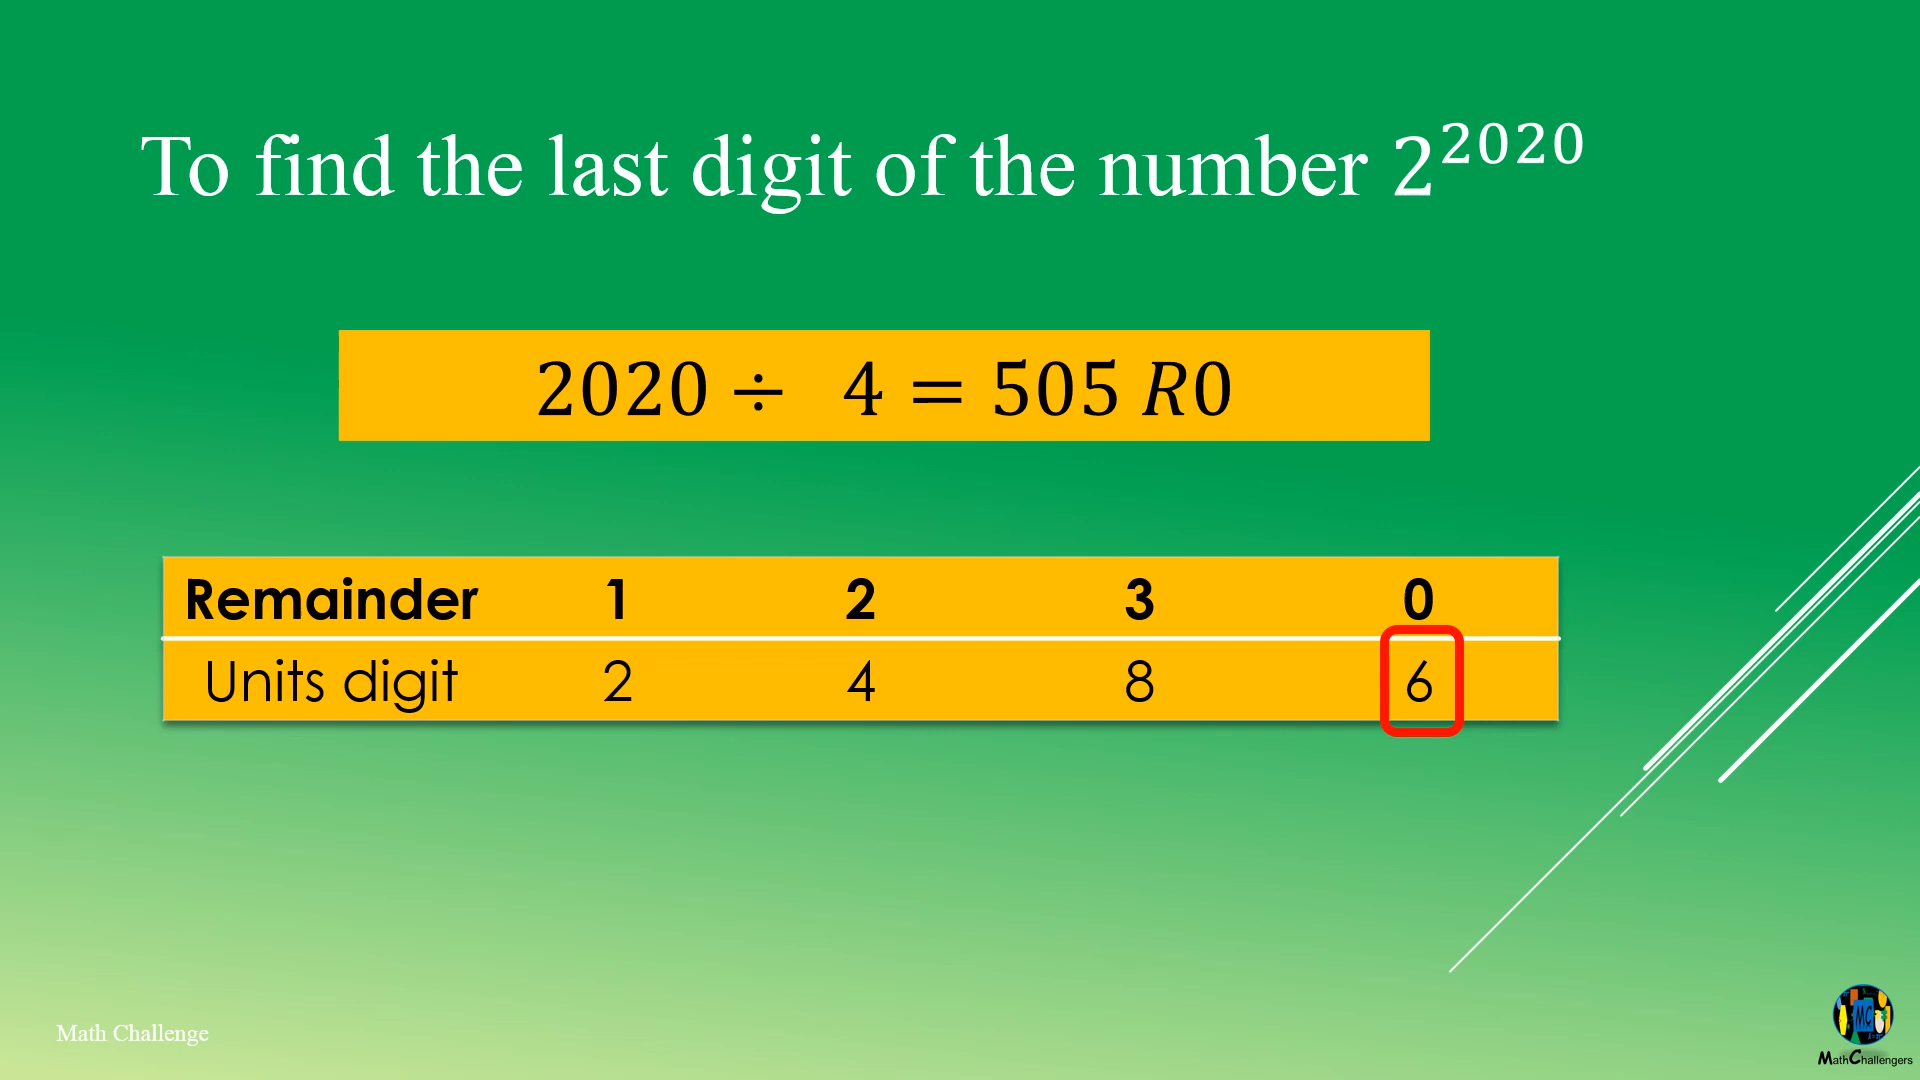 To find the last digit of the number 2^2020
2020 ÷ 4 = 505 R0
Remainder 1 2 3 0
Units digit 2 4 8 6
Math Challenge
MC
MathChallengers